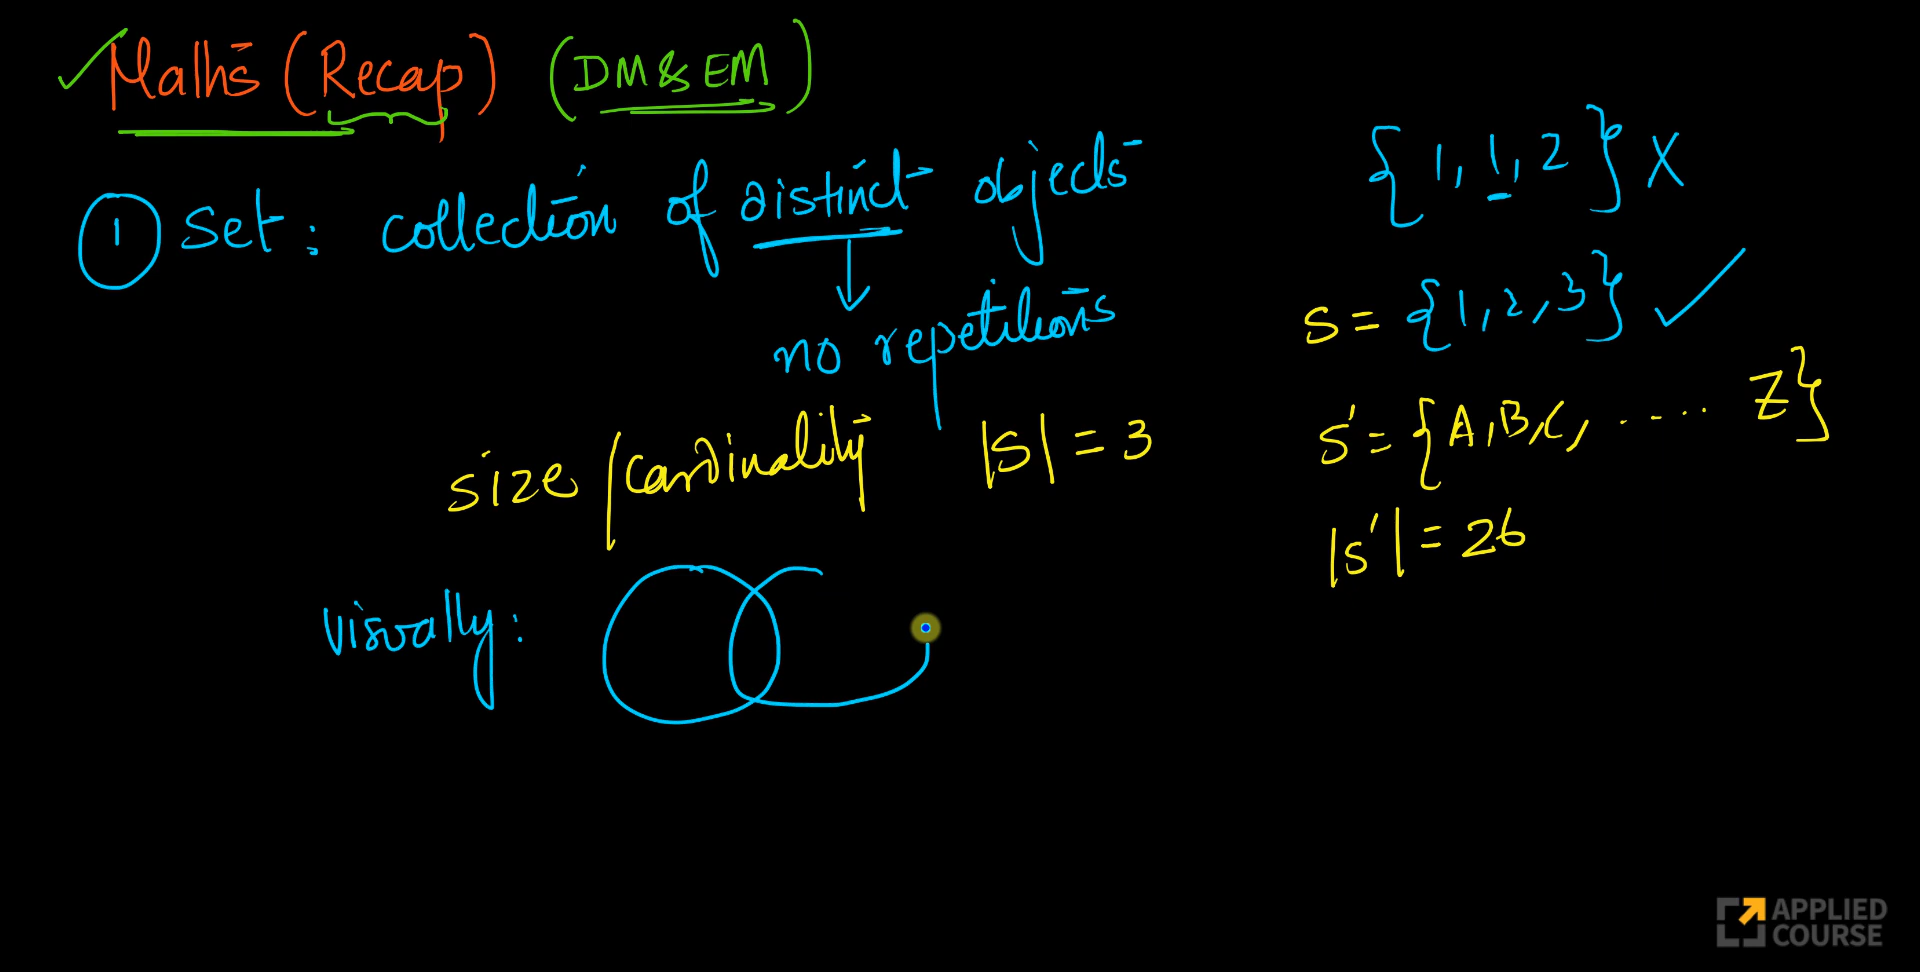 Maths (Recap) (DM & EM)
① Set: collection of distinct objects
no repetitions
{1, 1, 2} X
S = {1, 2, 3} ✓
S' = {A, B, C, .... Z}
size / cardinality |S| = 3
|S'| = 26
Visually:
APPLIED
COURSE